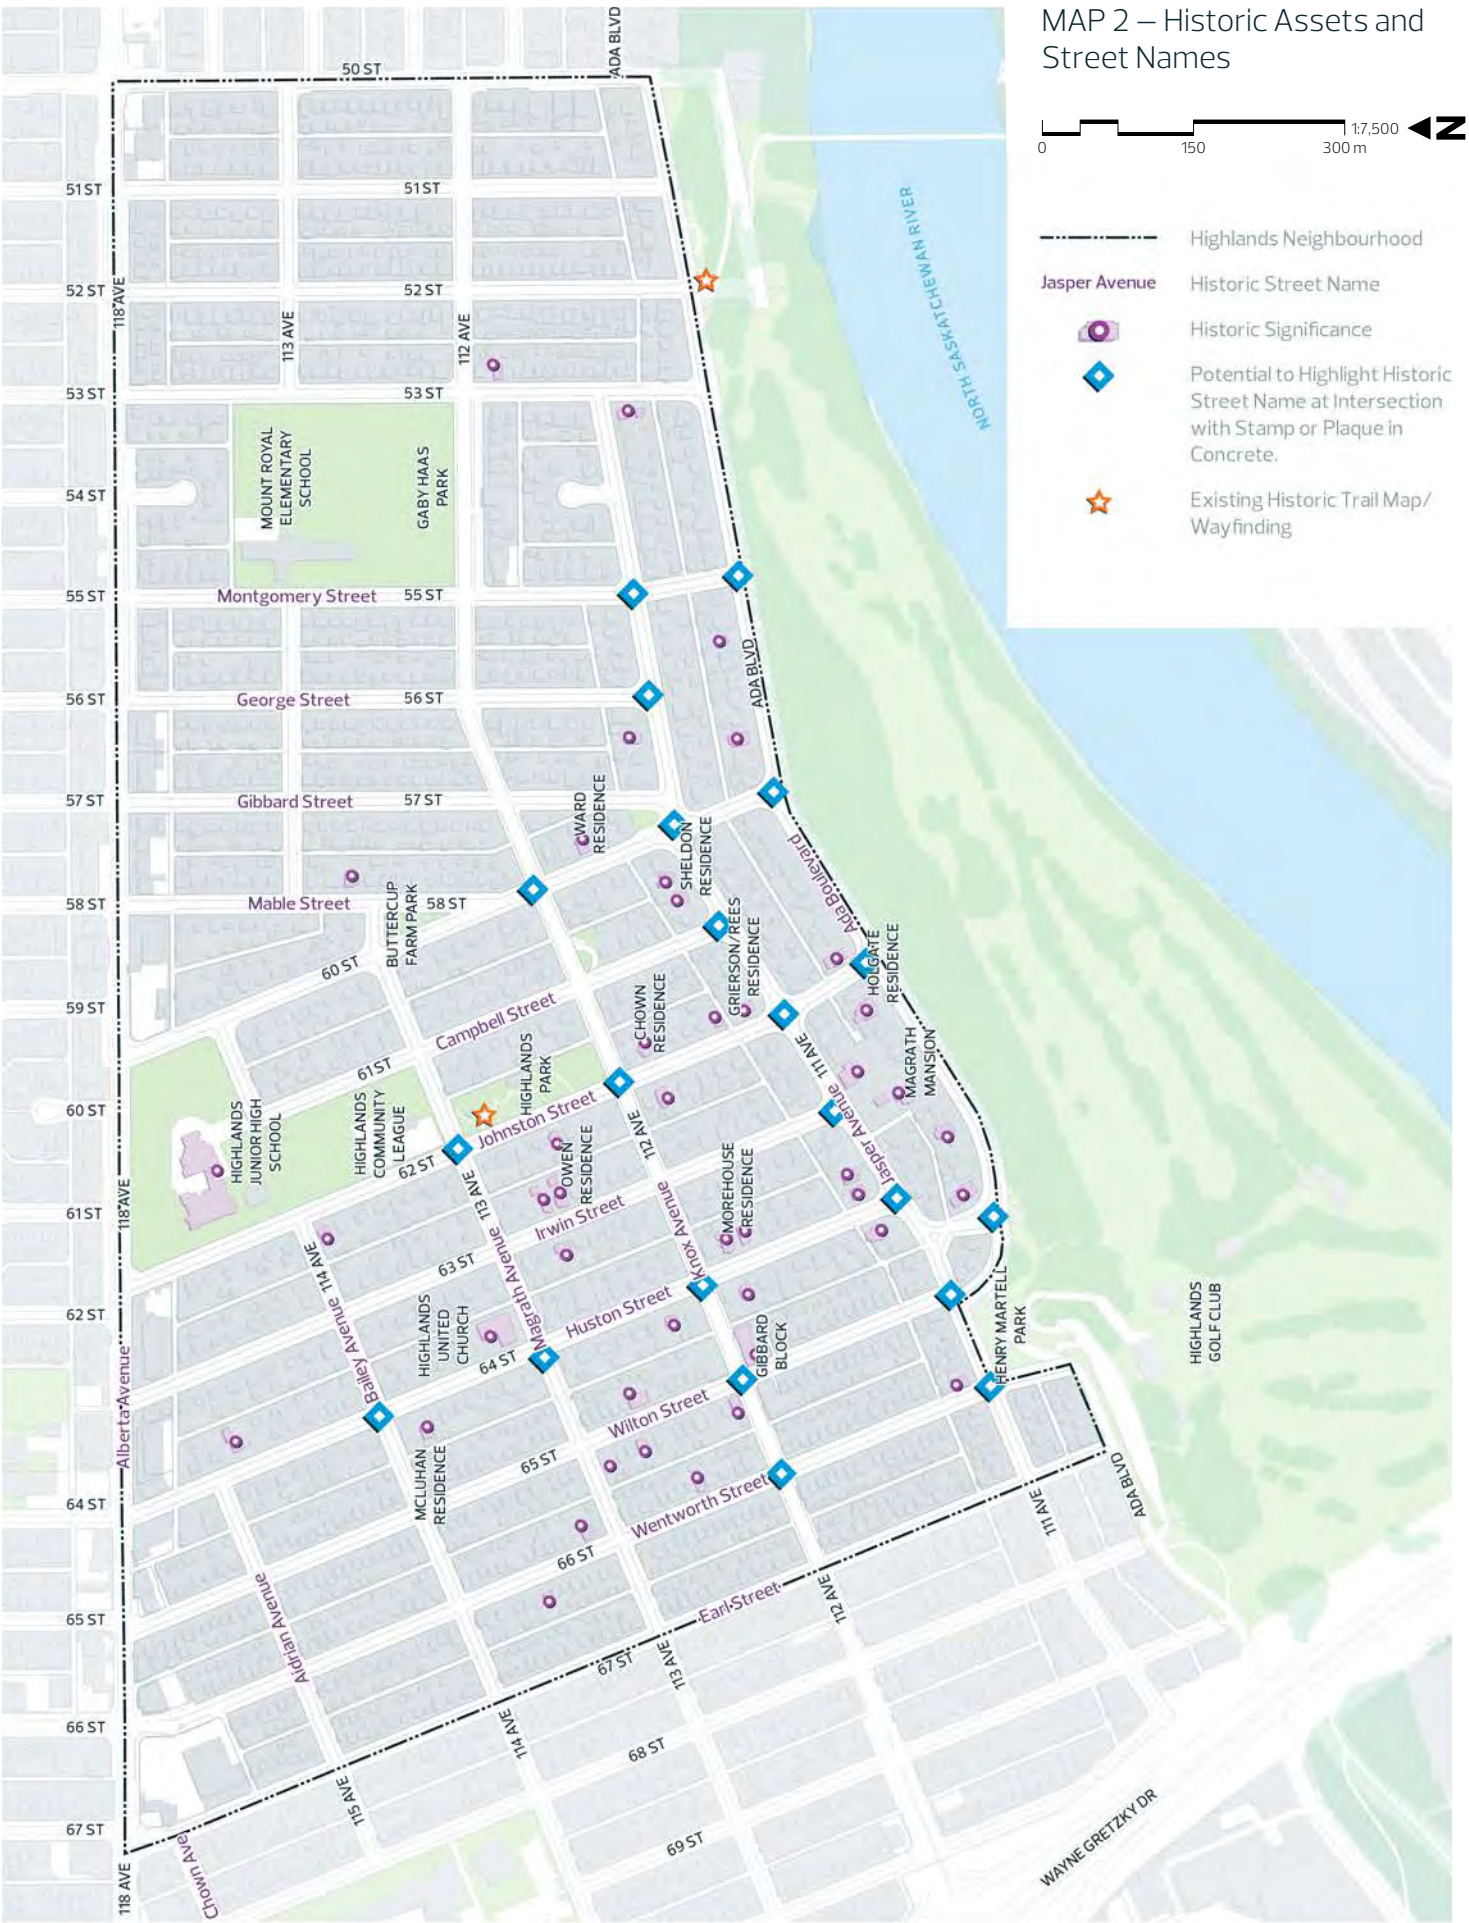 MAP 2 – Historic Assets and
Street Names
0
150
300 m
1:7,500
N
Highlands Neighbourhood
Jasper Avenue
Historic Street Name
Historic Significance
Potential to Highlight Historic
Street Name at Intersection
with Stamp or Plaque in
Concrete.
Existing Historic Trail Map/
Wayfinding
50 ST
ADA BLVD
51 ST
51 ST
52 ST
118 AVE
52 ST
113 AVE
112 AVE
NORTH SASKATCHEWAN RIVER
53 ST
53 ST
MOUNT ROYAL
ELEMENTARY
SCHOOL
GABY HAAS
PARK
54 ST
55 ST
Montgomery Street
55 ST
ADA BLVD
56 ST
George Street
56 ST
57 ST
Gibbard Street
57 ST
WARD
RESIDENCE
SHELDON
RESIDENCE
Ada Boulevard
58 ST
Mable Street
58 ST
BUTTERCUP
FARM PARK
GRIERSON/REES
RESIDENCE
HOLGATE
RESIDENCE
60 ST
59 ST
Campbell Street
CHOWN
RESIDENCE
61 ST
HIGHLANDS
PARK
111 AVE
MAGRATH
MANSION
60 ST
HIGHLANDS
JUNIOR HIGH
SCHOOL
HIGHLANDS
COMMUNITY
LEAGUE
Johnston Street
112 AVE
Jasper Avenue
62 ST
OWEN
RESIDENCE
MOREHOUSE
RESIDENCE
61 ST
118 AVE
113 AVE
Irwin Street
Knox Avenue
114 AVE
63 ST
Magrath Avenue
62 ST
HIGHLANDS
UNITED
CHURCH
Huston Street
GIBBARD
BLOCK
HENRY MARTELL
PARK
HIGHLANDS
GOLF CLUB
Alberta Avenue
Bailey Avenue
64 ST
Wilton Street
MCLUHAN
RESIDENCE
65 ST
64 ST
Wentworth Street
111 AVE
ADA BLVD
66 ST
65 ST
Adrian Avenue
Earl Street
112 AVE
67 ST
113 AVE
66 ST
114 AVE
68 ST
115 AVE
67 ST
69 ST
WAYNE GRETZKY DR
118 AVE
Chown Ave